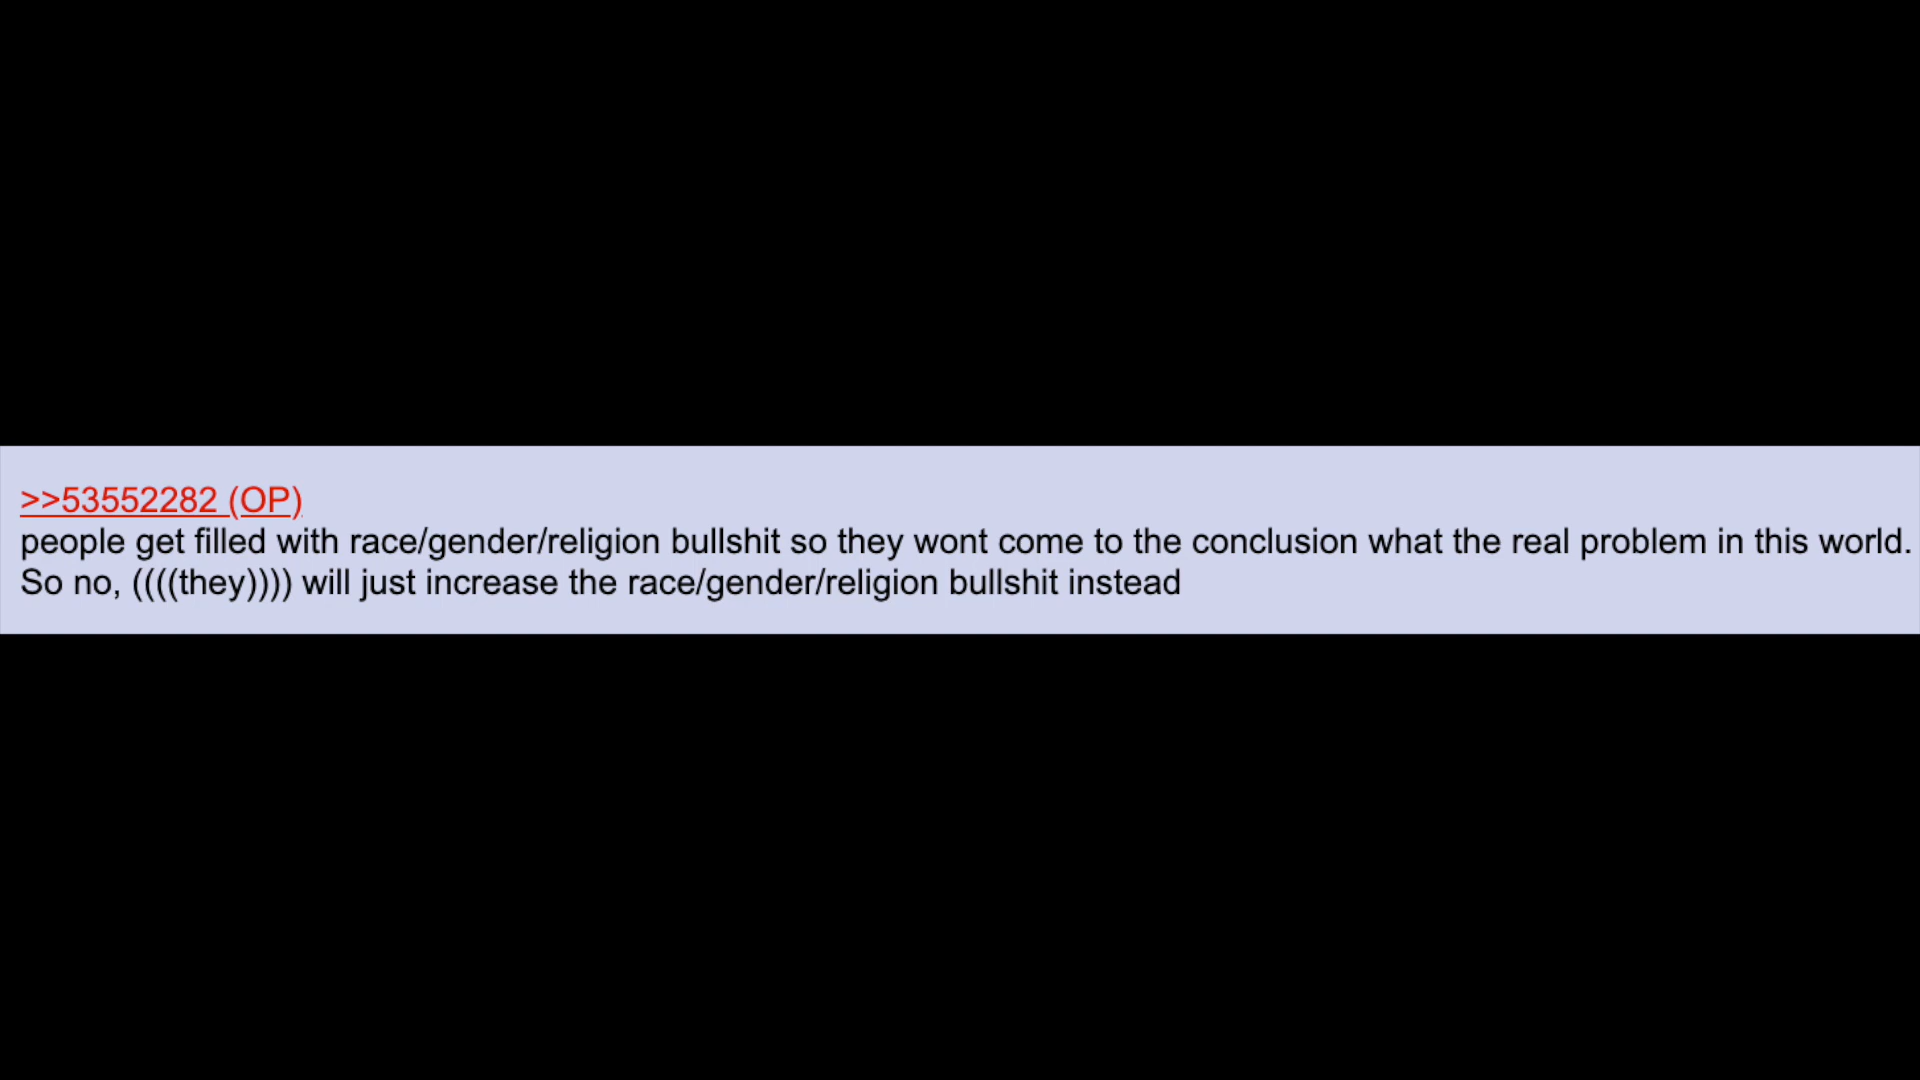 >>53552282 (OP)
people get filled with race/gender/religion bullshit so they wont come to the conclusion what the real problem in this world.
So no, ((((they)))) will just increase the race/gender/religion bullshit instead